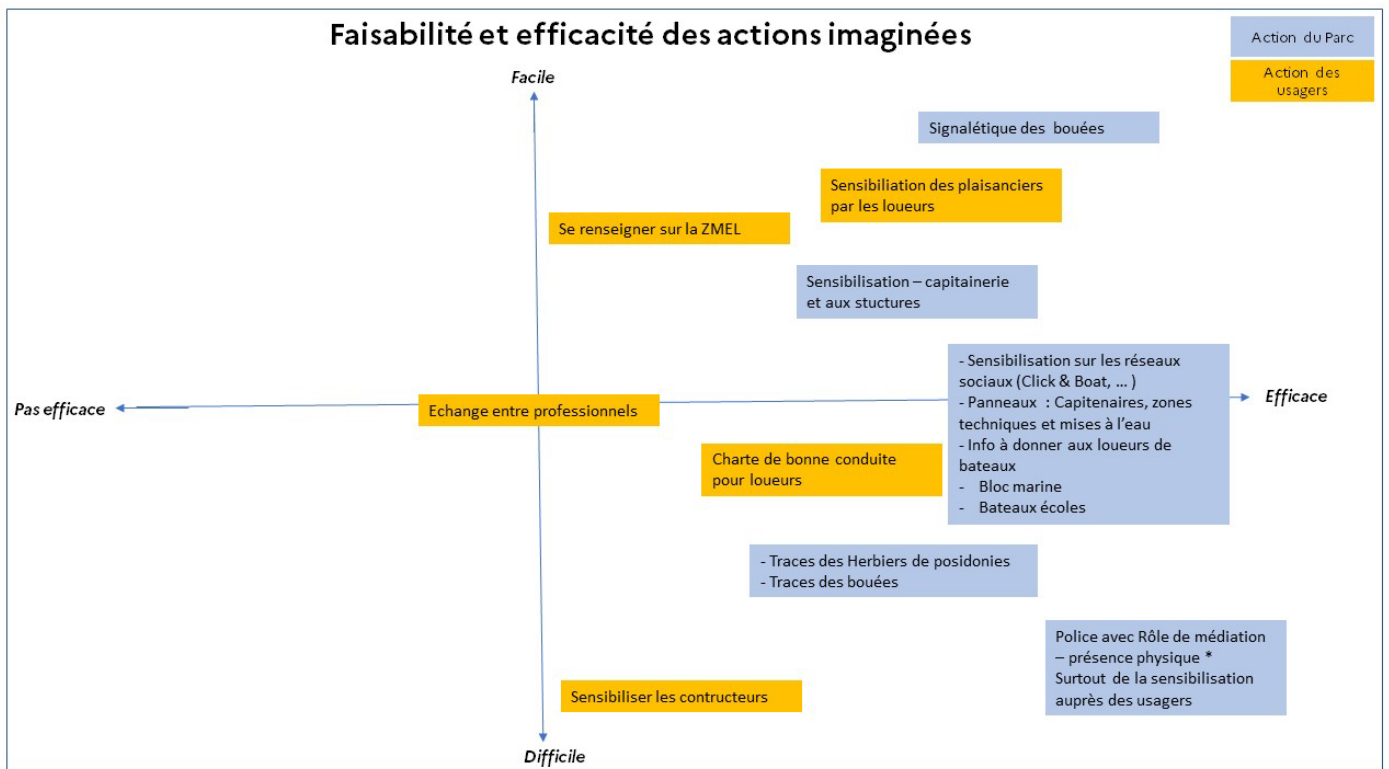 Faisabilité et efficacité des actions imaginées
Action du Parc
Action des
usagers
Facile
Signalétique des bouées
Sensibiliation des plaisanciers
par les loueurs
Se renseigner sur la ZMEL
Sensibilisation – capitainerie
et aux stuctures
- Sensibilisation sur les réseaux
sociaux (Click & Boat, ... )
- Panneaux : Capitenaires, zones
techniques et mises à l'eau
- Info à donner aux loueurs de
bateaux
- Bloc marine
- Bateaux écoles
Pas efficace
Echange entre professionnels
Efficace
Charte de bonne conduite
pour loueurs
- Traces des Herbiers de posidonies
- Traces des bouées
Police avec Rôle de médiation
– présence physique *
Surtout de la sensibilisation
auprès des usagers
Sensibiliser les contructeurs
Difficile